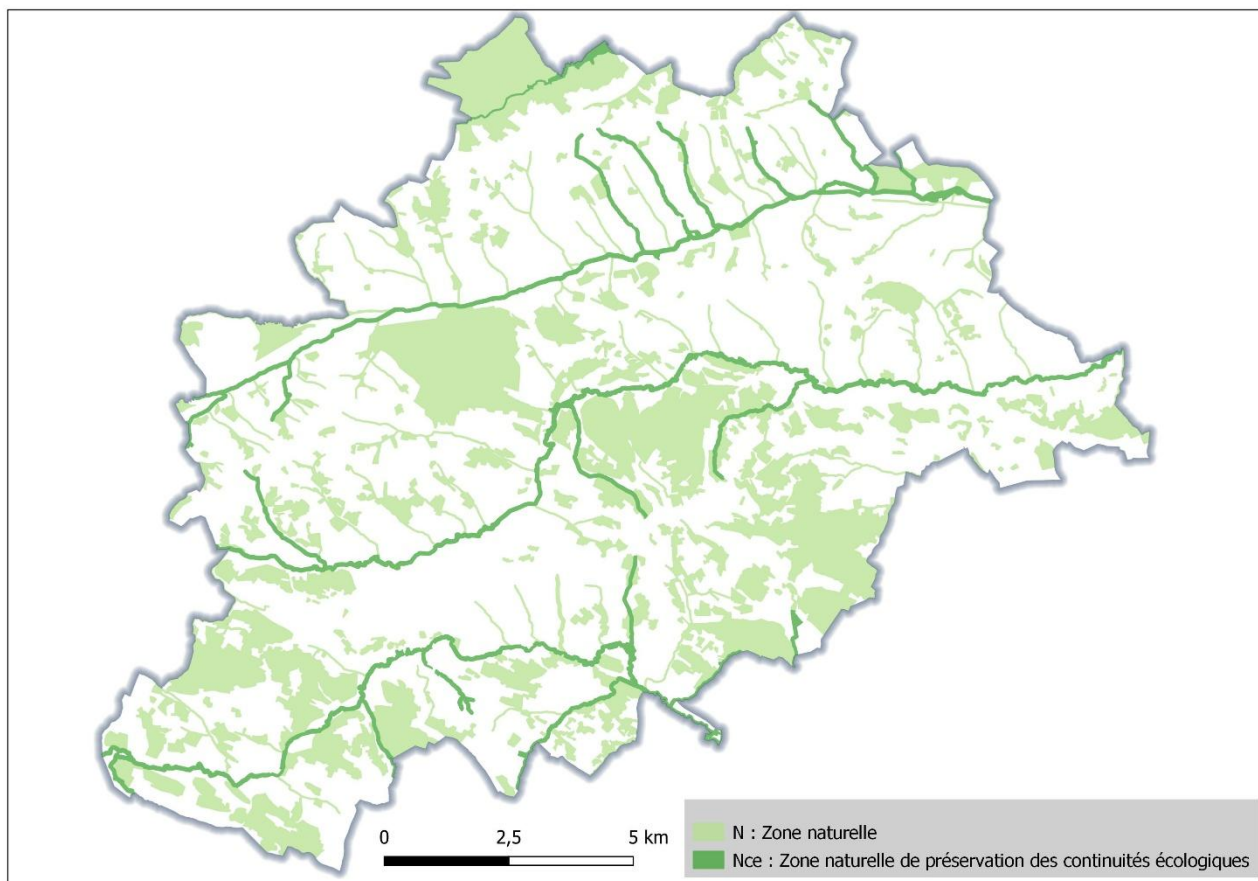 0 2,5 5 km
N : Zone naturelle
Nce : Zone naturelle de préservation des continuités écologiques